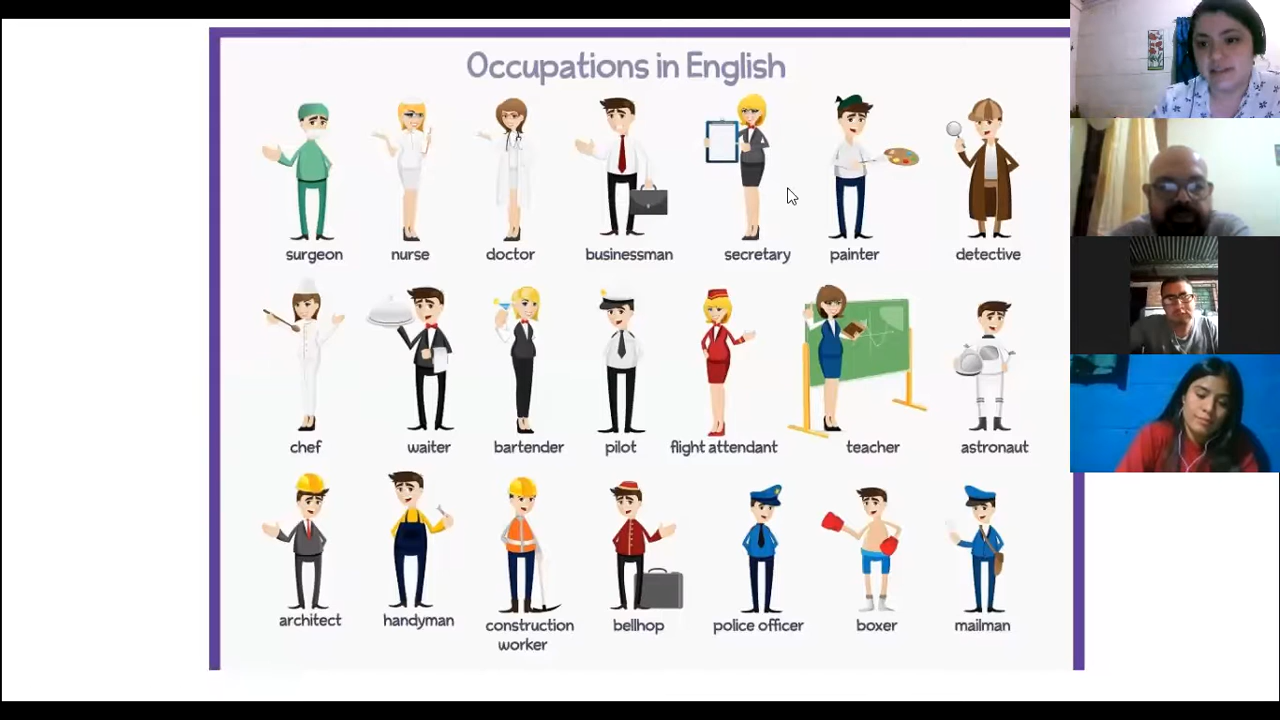 Occupations in English
surgeon nurse doctor businessman secretary painter detective
chef waiter bartender pilot flight attendant teacher astronaut
architect handyman construction worker bellhop police officer boxer mailman